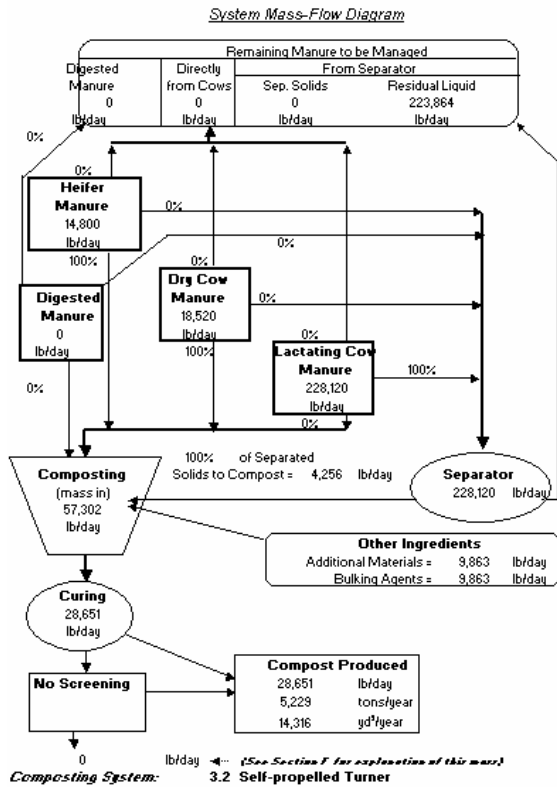 System Mass-Flow Diagram
Remaining Manure to be Managed
Digested Manure
0
lb/day
Directly from Cows
0
lb/day
From Separator
Sep. Solids
0
lb/day
Residual Liquid
223,864
lb/day
0%
0%
Heifer
Manure
14,800
lb/day
0%
100%
0%
0%
Dry Cow
Manure
18,520
lb/day
0%
100%
Digested
Manure
0
lb/day
0%
0%
Lactating Cow
Manure
228,120
lb/day
100%
0%
100% of Separated
Solids to Compost = 4,256 lb/day
Composting
(mass in)
57,302
lb/day
Separator
228,120 lb/day
Other Ingredients
Additional Materials = 9,863 lb/day
Bulking Agents = 9,863 lb/day
Curing
28,651
lb/day
No Screening
Compost Produced
28,651 lb/day
5,229 tons/year
14,316 yd³/year
0 lb/day (See Section F for explanation of this mass)
Composting System: 3.2 Self-propelled Turner